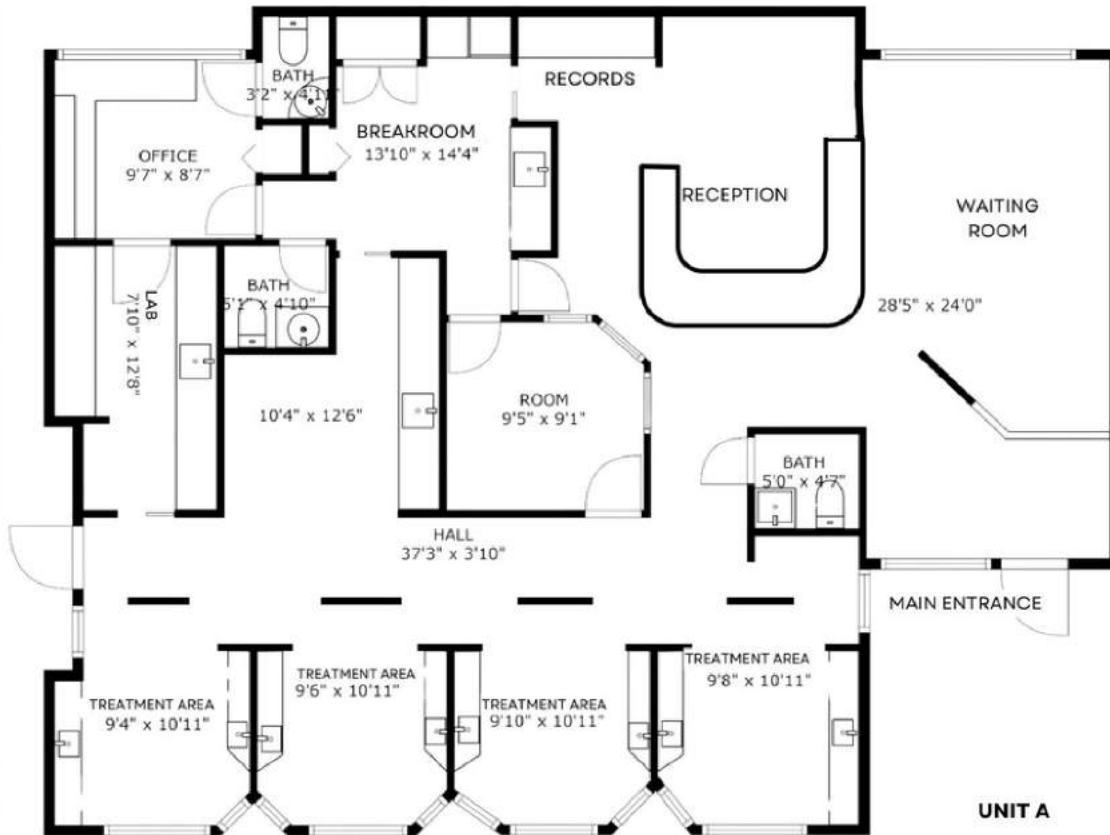 BATH
3'2" x 4'11"
RECORDS
BREAKROOM
13'10" x 14'4"
OFFICE
9'7" x 8'7"
RECEPTION
WAITING
ROOM
28'5" x 24'0"
BATH
5'1" x 4'10"
LAB
7'10" x 12'8"
10'4" x 12'6"
ROOM
9'5" x 9'1"
BATH
5'0" x 4'7"
HALL
37'3" x 3'10"
MAIN ENTRANCE
TREATMENT AREA
9'4" x 10'11"
TREATMENT AREA
9'6" x 10'11"
TREATMENT AREA
9'10" x 10'11"
TREATMENT AREA
9'8" x 10'11"
UNIT A